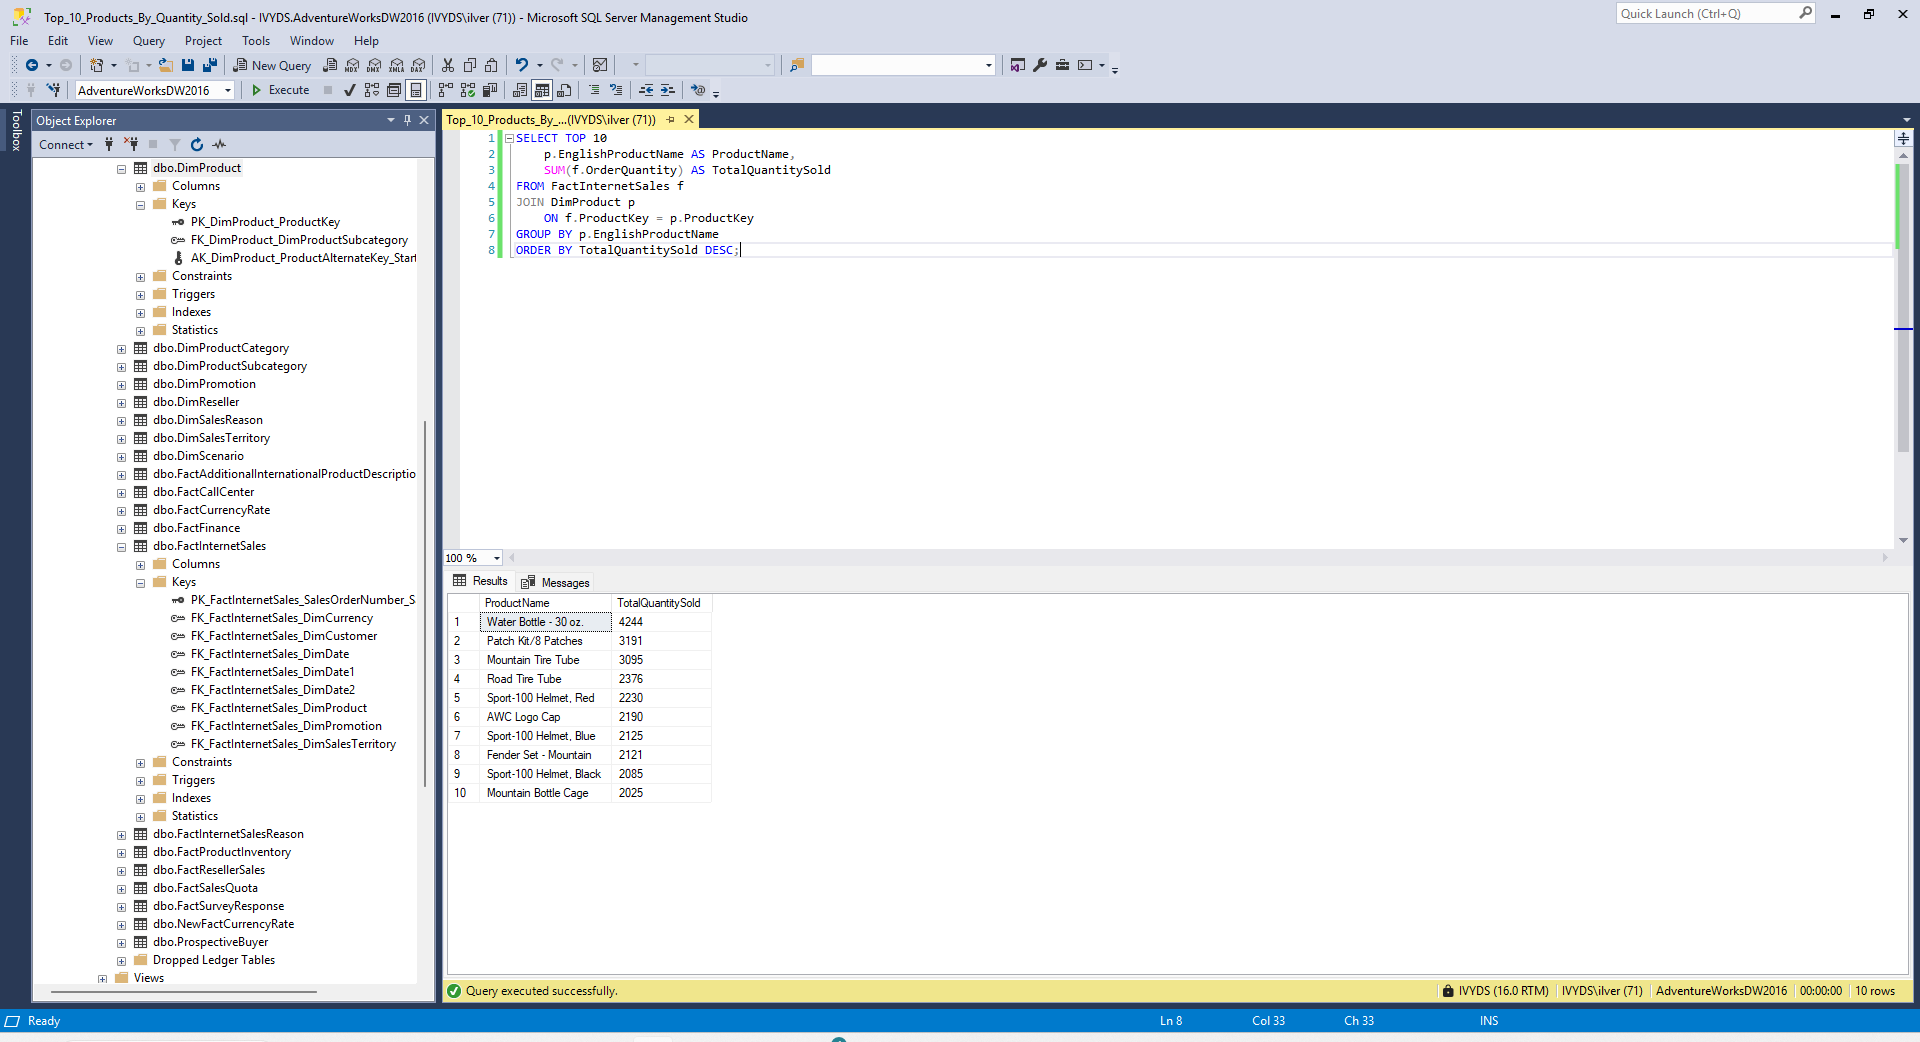 Top_10_Products_By_Quantity_Sold.sql - IVYDS.AdventureWorksDW2016 (IVYDS\ilver (71)) - Microsoft SQL Server Management Studio
Quick Launch (Ctrl+Q)
File Edit View Query Project Tools Window Help
New Query
MDX DMX XMLA DAX
AdventureWorksDW2016
Execute
Toolbox
Object Explorer
Connect
dbo.DimProduct
Columns
Keys
PK_DimProduct_ProductKey
FK_DimProduct_DimProductSubcategory
AK_DimProduct_ProductAlternateKey_Start
Constraints
Triggers
Indexes
Statistics
dbo.DimProductCategory
dbo.DimProductSubcategory
dbo.DimPromotion
dbo.DimReseller
dbo.DimSalesReason
dbo.DimSalesTerritory
dbo.DimScenario
dbo.FactAdditionalInternationalProductDescriptio
dbo.FactCallCenter
dbo.FactCurrencyRate
dbo.FactFinance
dbo.FactInternetSales
Columns
Keys
PK_FactInternetSales_SalesOrderNumber_S
FK_FactInternetSales_DimCurrency
FK_FactInternetSales_DimCustomer
FK_FactInternetSales_DimDate
FK_FactInternetSales_DimDate1
FK_FactInternetSales_DimDate2
FK_FactInternetSales_DimProduct
FK_FactInternetSales_DimPromotion
FK_FactInternetSales_DimSalesTerritory
Constraints
Triggers
Indexes
Statistics
dbo.FactInternetSalesReason
dbo.FactProductInventory
dbo.FactResellerSales
dbo.FactSalesQuota
dbo.FactSurveyResponse
dbo.NewFactCurrencyRate
dbo.ProspectiveBuyer
Dropped Ledger Tables
Views
Top_10_Products_By_...(IVYDS\ilver (71))
1 SELECT TOP 10
2 p.EnglishProductName AS ProductName,
3 SUM(f.OrderQuantity) AS TotalQuantitySold
4 FROM FactInternetSales f
5 JOIN DimProduct p
6 ON f.ProductKey = p.ProductKey
7 GROUP BY p.EnglishProductName
8 ORDER BY TotalQuantitySold DESC;
100 %
Results Messages
ProductName TotalQuantitySold
1 Water Bottle - 30 oz. 4244
2 Patch Kit/8 Patches 3191
3 Mountain Tire Tube 3095
4 Road Tire Tube 2376
5 Sport-100 Helmet, Red 2230
6 AWC Logo Cap 2190
7 Sport-100 Helmet, Blue 2125
8 Fender Set - Mountain 2121
9 Sport-100 Helmet, Black 2085
10 Mountain Bottle Cage 2025
Query executed successfully.
IVYDS (16.0 RTM) IVYDS\ilver (71) AdventureWorksDW2016 00:00:00 10 rows
Ready
Ln 8 Col 33 Ch 33 INS